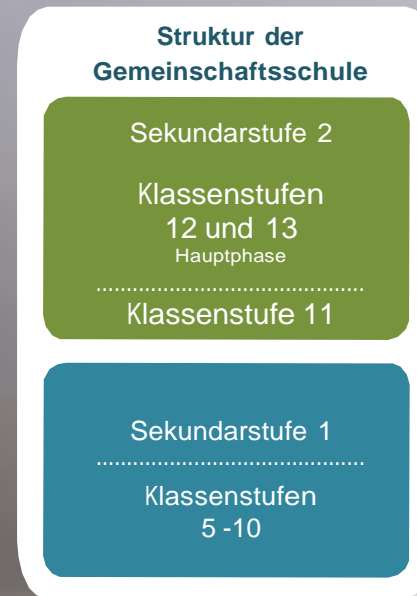 Struktur der
Gemeinschaftsschule
Sekundarstufe 2
Klassenstufen
12 und 13
Hauptphase
............................................
Klassenstufe 11
Sekundarstufe 1
............................................
Klassenstufen
5 -10